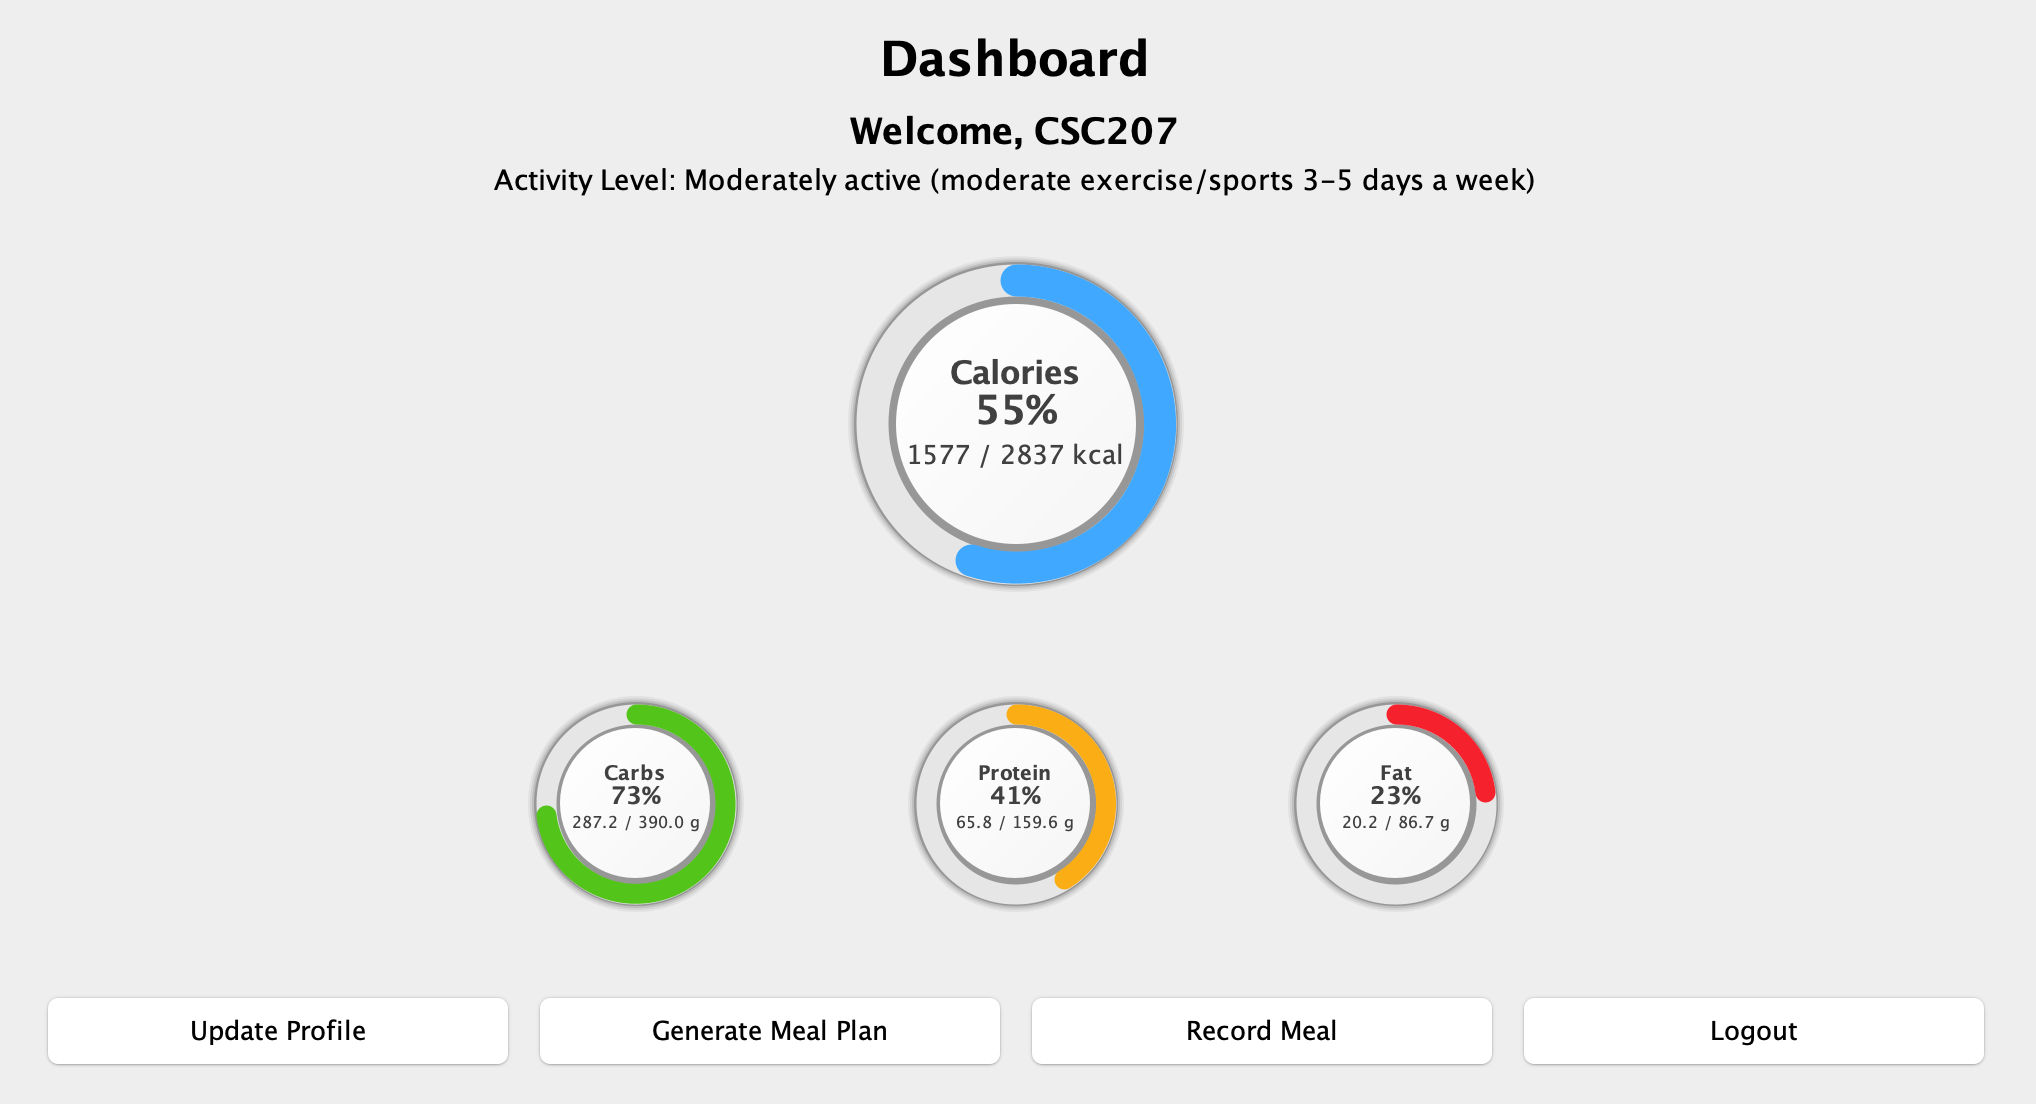 Dashboard
Welcome, CSC207
Activity Level: Moderately active (moderate exercise/sports 3-5 days a week)
Calories
55%
1577 / 2837 kcal
Carbs
73%
287.2 / 390.0 g
Protein
41%
65.8 / 159.6 g
Fat
23%
20.2 / 86.7 g
Update Profile
Generate Meal Plan
Record Meal
Logout